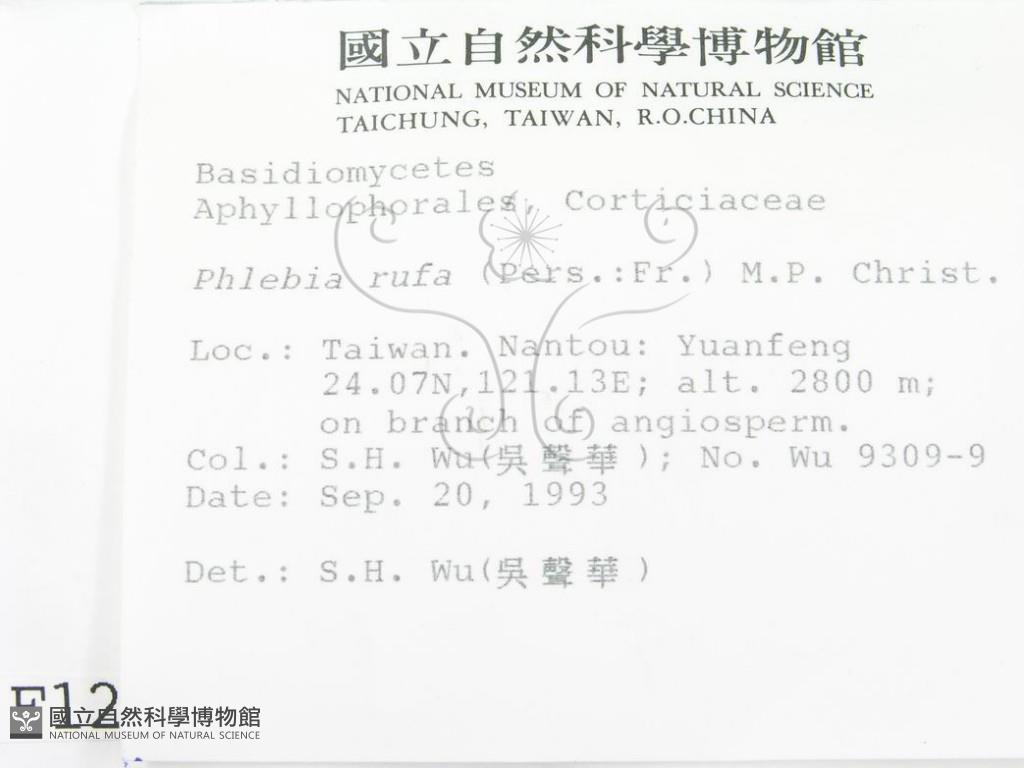 國立自然科學博物館
NATIONAL MUSEUM OF NATURAL SCIENCE
TAICHUNG, TAIWAN, R.O.CHINA
Basidiomycetes
Aphyllophorales, Corticiaceae
Phlebia rufa (Pers.:Fr.) M.P. Christ.
Loc.: Taiwan. Nantou: Yuanfeng
24.07N,121.13E; alt. 2800 m;
on branch of angiosperm.
Col.: S.H. Wu(吳聲華); No. Wu 9309-9
Date: Sep. 20, 1993
Det.: S.H. Wu(吳聲華)
F12
國立自然科學博物館
NATIONAL MUSEUM OF NATURAL SCIENCE